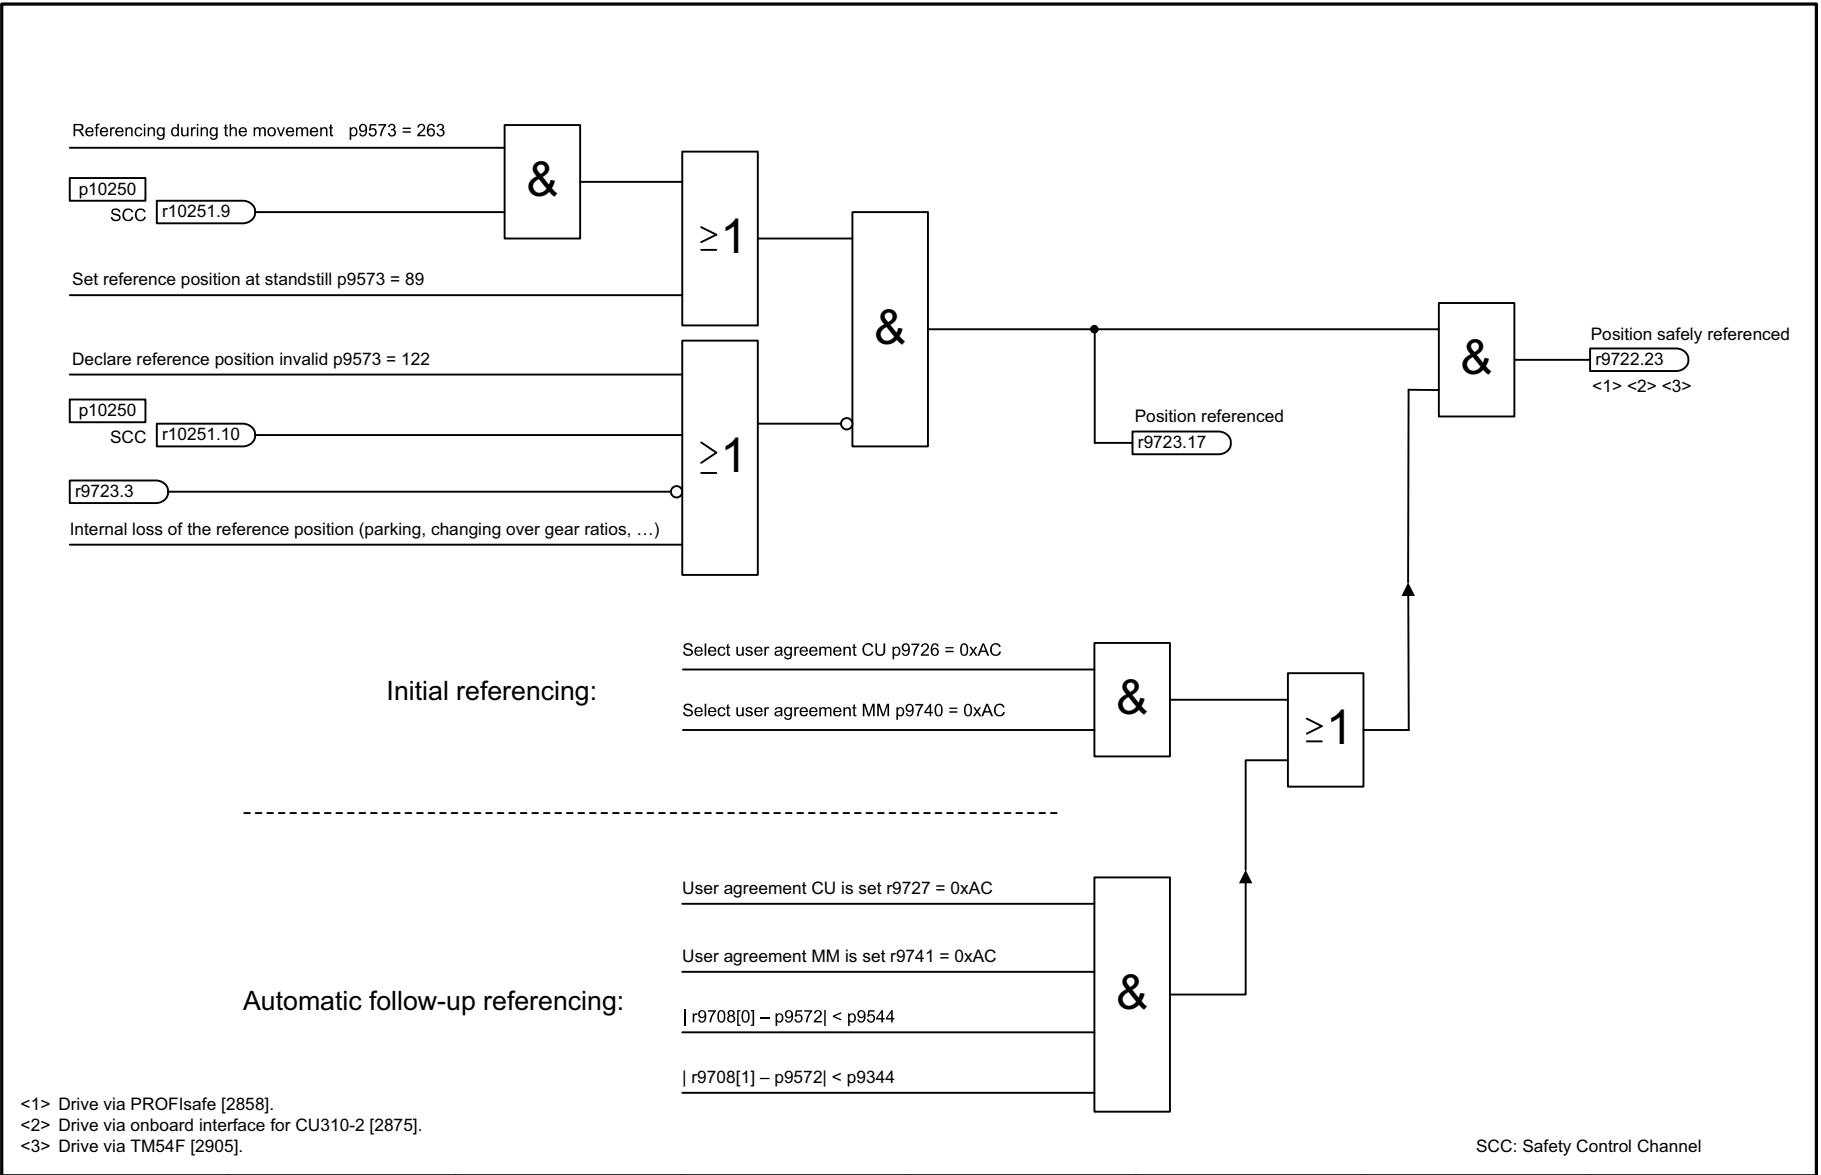 Referencing during the movement p9573 = 263
p10250
SCC r10251.9
&
≥1
Set reference position at standstill p9573 = 89
&
Declare reference position invalid p9573 = 122
p10250
SCC r10251.10
≥1
r9723.3
Internal loss of the reference position (parking, changing over gear ratios, …)
Position referenced
r9723.17
&
Position safely referenced
r9722.23
<1> <2> <3>
Initial referencing:
Select user agreement CU p9726 = 0xAC
Select user agreement MM p9740 = 0xAC
&
≥1
Automatic follow-up referencing:
User agreement CU is set r9727 = 0xAC
User agreement MM is set r9741 = 0xAC
| r9708[0] – p9572| < p9544
| r9708[1] – p9572| < p9344
&
<1> Drive via PROFIsafe [2858].
<2> Drive via onboard interface for CU310-2 [2875].
<3> Drive via TM54F [2905].
SCC: Safety Control Channel